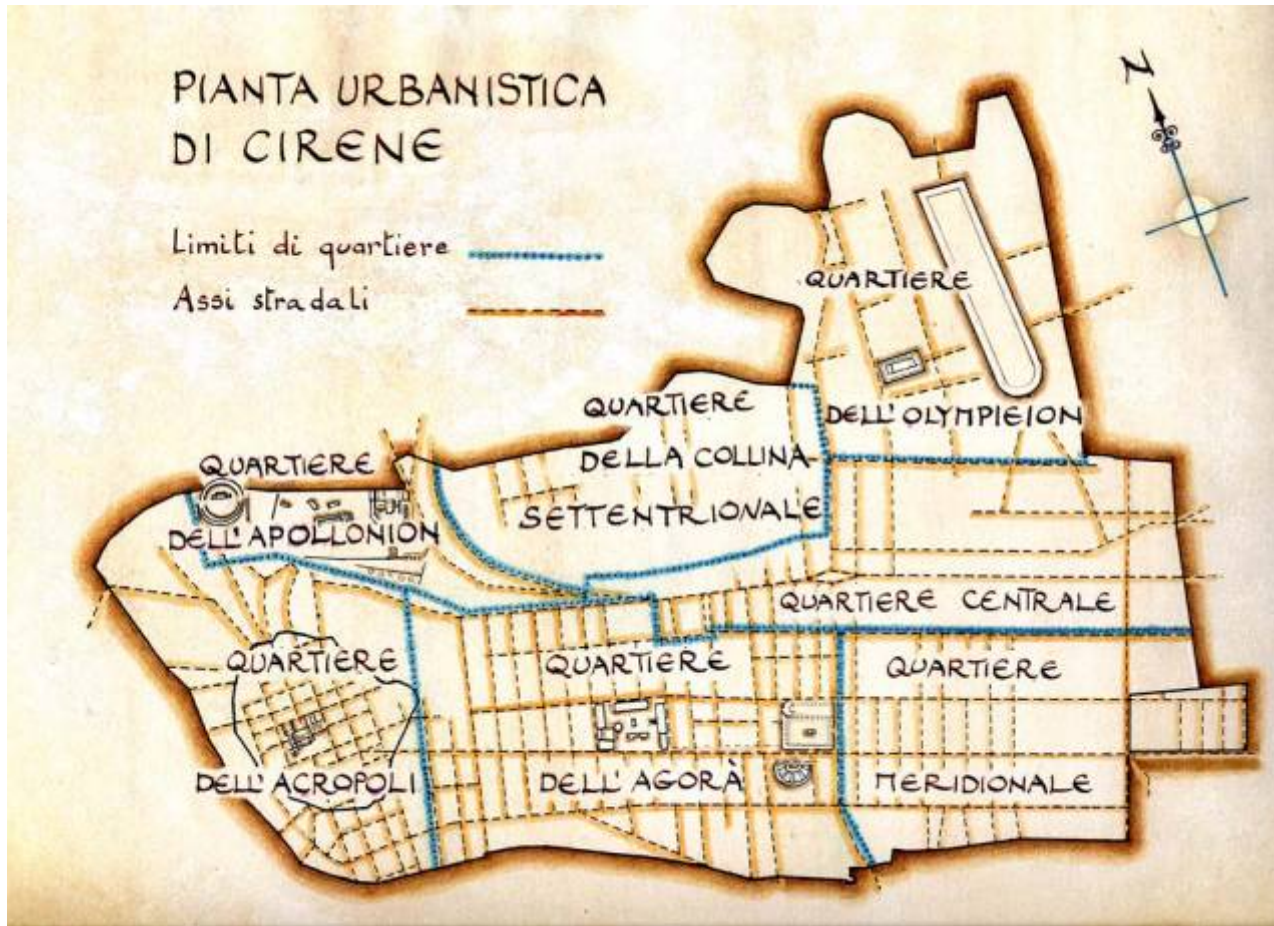 PIANTA URBANISTICA
DI CIRENE
N
Limiti di quartiere
Assi stradali
QUARTIERE
DELL'OLYMPIEION
QUARTIERE
DELLA COLLINA
SETTENTRIONALE
QUARTIERE
DELL'APOLLONION
QUARTIERE CENTRALE
QUARTIERE
DELL'ACROPOLI
QUARTIERE
DELL'AGORÀ
QUARTIERE
MERIDIONALE